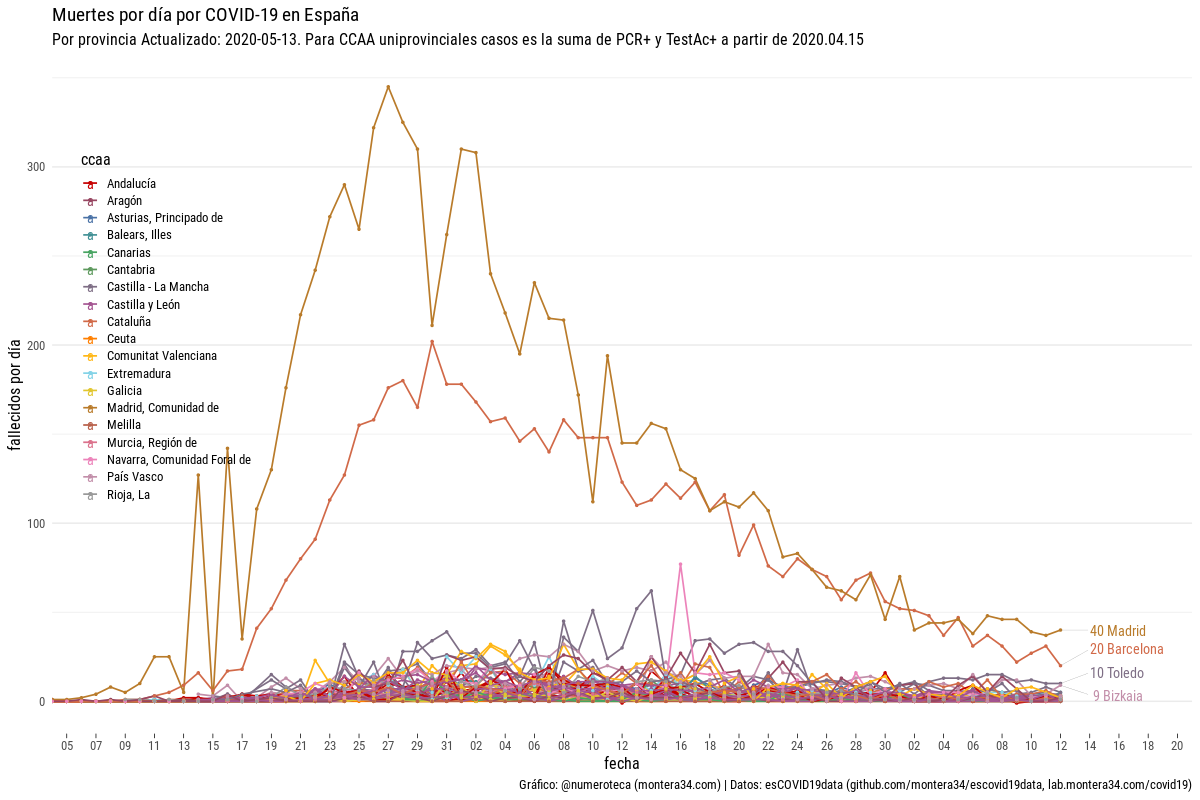 Muertes por día por COVID-19 en España
Por provincia Actualizado: 2020-05-13. Para CCAA uniprovinciales casos es la suma de PCR+ y TestAc+ a partir de 2020.04.15
fallecidos por día
300
200
100
0
ccaa
Andalucía
Aragón
Asturias, Principado de
Balears, Illes
Canarias
Cantabria
Castilla - La Mancha
Castilla y León
Cataluña
Ceuta
Comunitat Valenciana
Extremadura
Galicia
Madrid, Comunidad de
Melilla
Murcia, Región de
Navarra, Comunidad Foral de
País Vasco
Rioja, La
40 Madrid
20 Barcelona
10 Toledo
9 Bizkaia
05 07 09 11 13 15 17 19 21 23 25 27 29 31 02 04 06 08 10 12 14 16 18 20 22 24 26 28 30 02 04 06 08 10 12 14 16 18 20
fecha
Gráfico: @numeroteca (montera34.com) | Datos: esCOVID19data (github.com/montera34/escovid19data, lab.montera34.com/covid19)